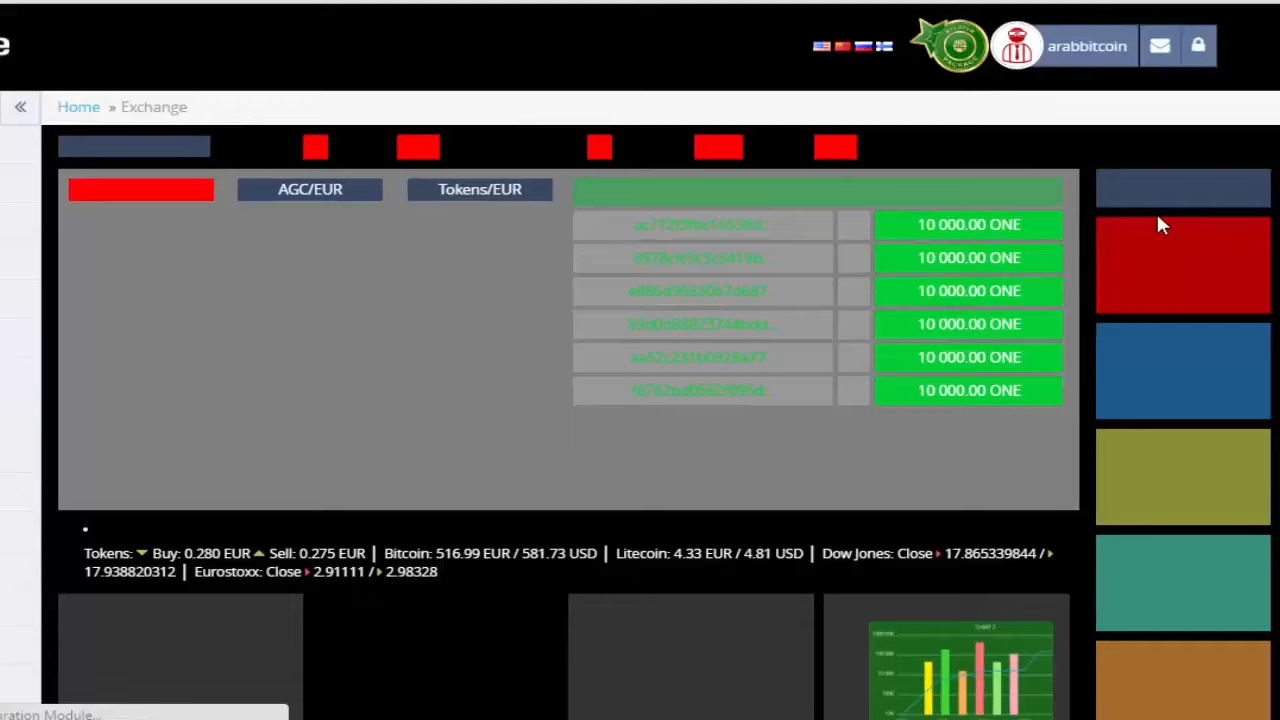 e
arabbitcoin
Home » Exchange
AGC/EUR
Tokens/EUR
10 000.00 ONE
10 000.00 ONE
10 000.00 ONE
10 000.00 ONE
aa52c231b0928a77
10 000.00 ONE
10 000.00 ONE
Tokens: Buy: 0.280 EUR Sell: 0.275 EUR | Bitcoin: 516.99 EUR / 581.73 USD | Litecoin: 4.33 EUR / 4.81 USD | Dow Jones: Close 17.865339844 /
17.938820312 | Eurostoxx: Close 2.91111 / 2.98328
uration Module...